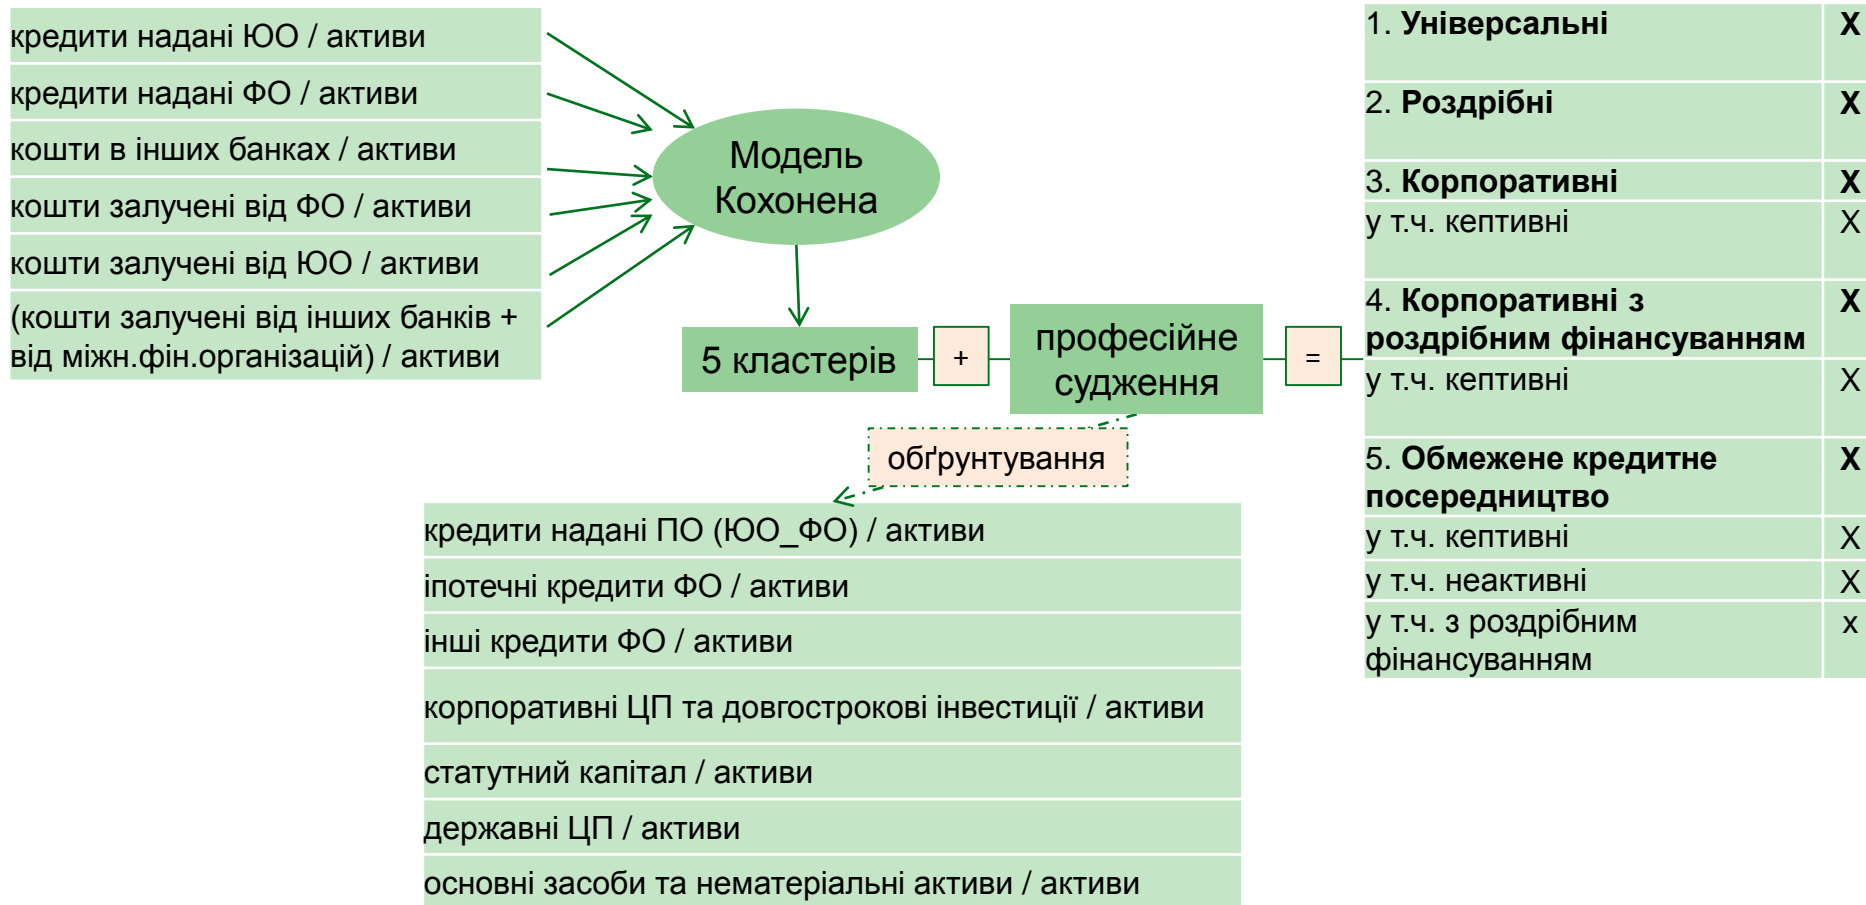 кредити надані ЮО / активи
кредити надані ФО / активи
кошти в інших банках / активи
кошти залучені від ФО / активи
кошти залучені від ЮО / активи
(кошти залучені від інших банків +
від міжн.фін.організацій) / активи
Модель
Кохонена
5 кластерів
+
професійне
судження
=
обґрунтування
кредити надані ПО (ЮО_ФО) / активи
іпотечні кредити ФО / активи
інші кредити ФО / активи
корпоративні ЦП та довгострокові інвестиції / активи
статутний капітал / активи
державні ЦП / активи
основні засоби та нематеріальні активи / активи
1. Універсальні X
2. Роздрібні X
3. Корпоративні X
у т.ч. кептивні X
4. Корпоративні з X
роздрібним фінансуванням
у т.ч. кептивні X
5. Обмежене кредитне X
посередництво
у т.ч. кептивні X
у т.ч. неактивні X
у т.ч. з роздрібним x
фінансуванням